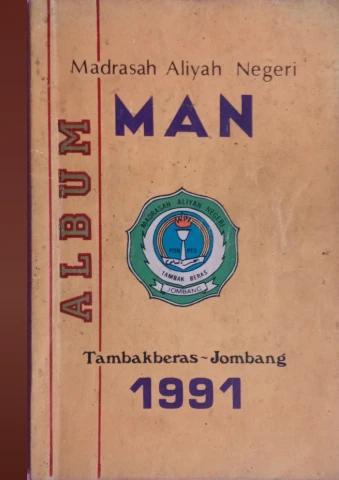 Madrasah Aliyah Negeri
MAN
ALBUM
MADRASAH ALIYAH NEGERI
TAMBAK BERAS
JOMBANG
Tambakberas ~ Jombang
1991